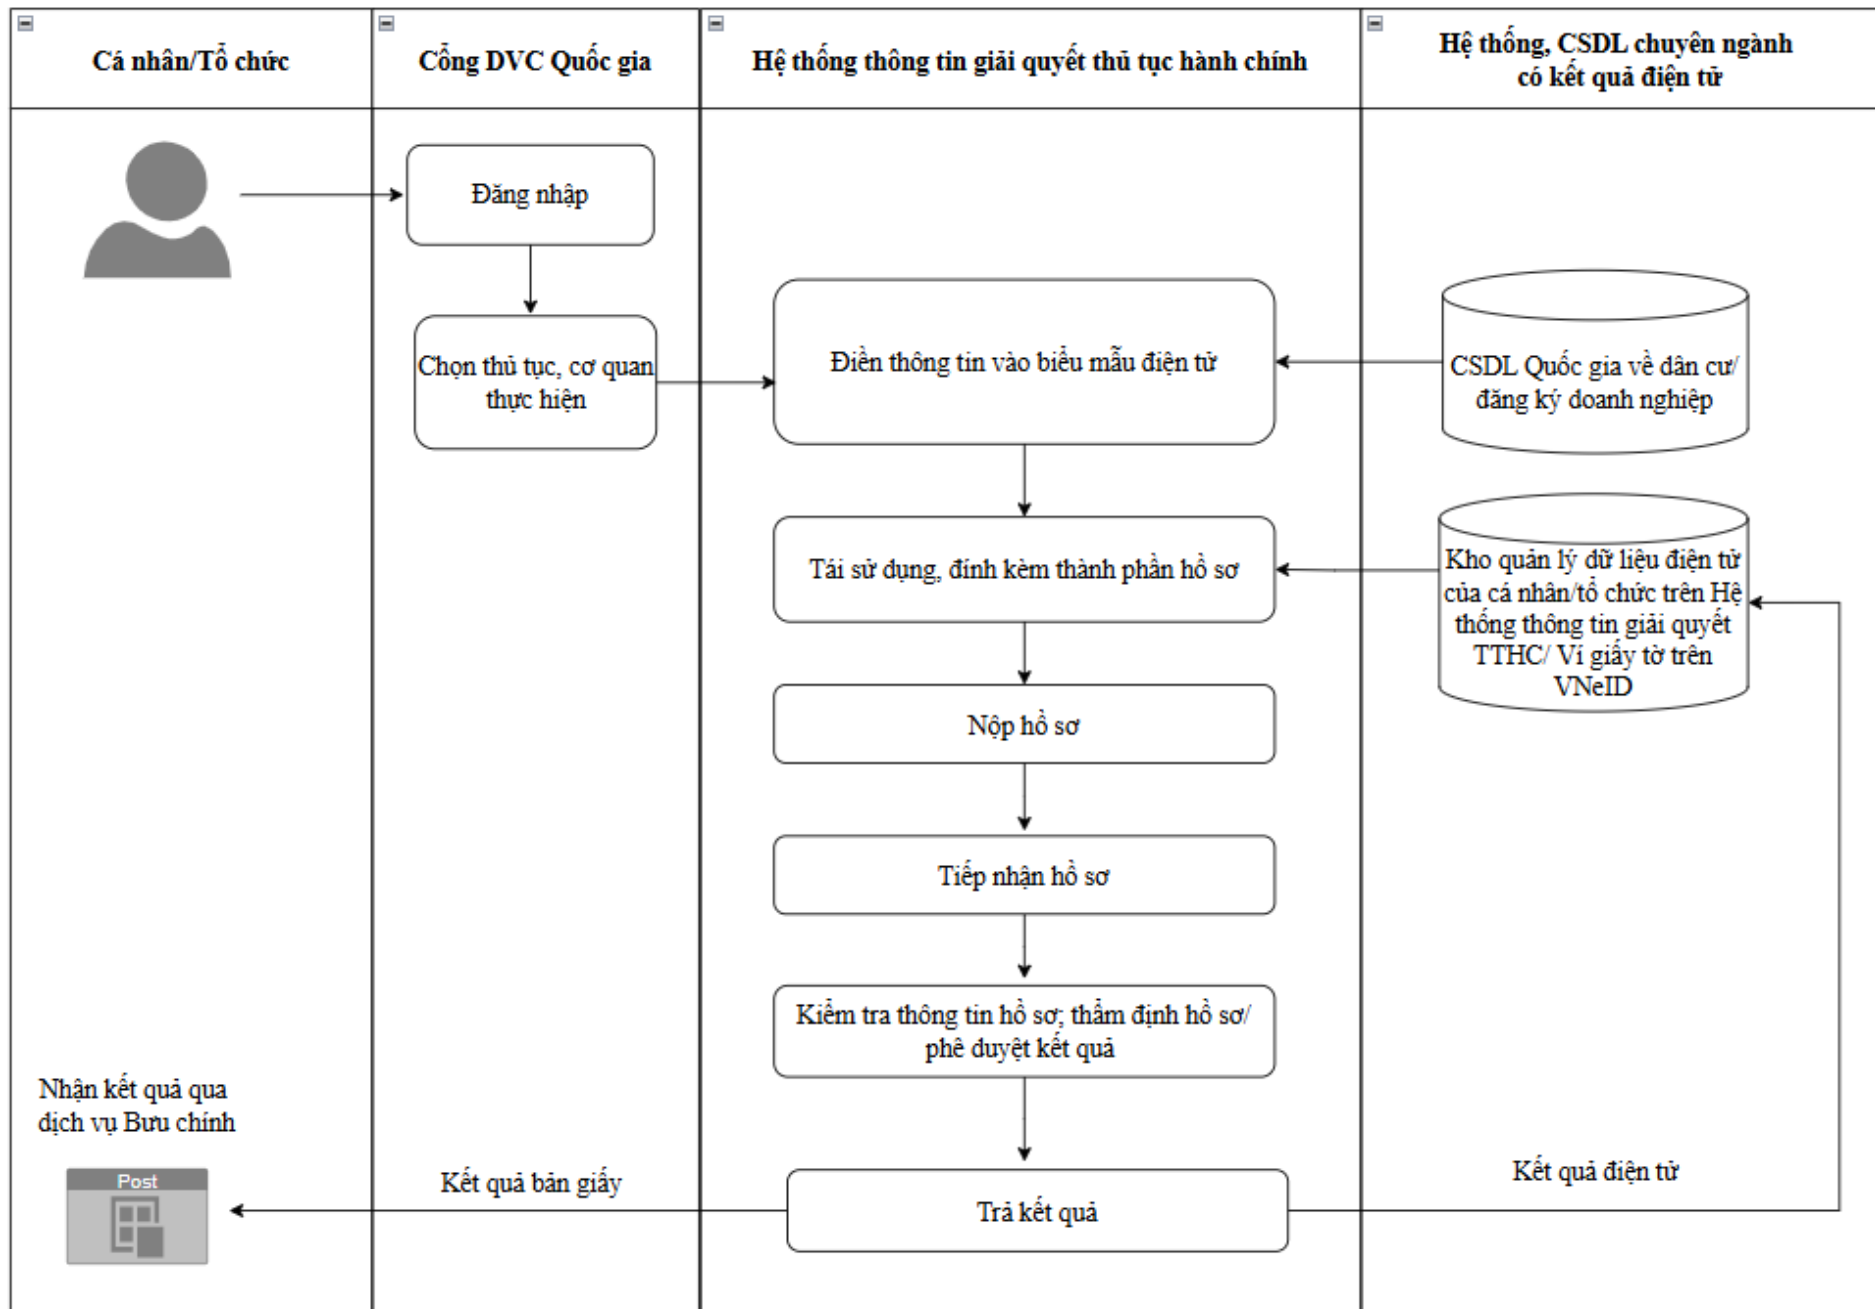 Cá nhân/Tổ chức
Cổng DVC Quốc gia
Hệ thống thông tin giải quyết thủ tục hành chính
Hệ thống, CSDL chuyên ngành
có kết quả điện tử
Đăng nhập
Chọn thủ tục, cơ quan
thực hiện
Điền thông tin vào biểu mẫu điện tử
CSDL Quốc gia về dân cư/
đăng ký doanh nghiệp
Tái sử dụng, đính kèm thành phần hồ sơ
Kho quản lý dữ liệu điện tử
của cá nhân/tổ chức trên Hệ
thống thông tin giải quyết
TTHC/ Ví giấy tờ trên
VNeID
Nộp hồ sơ
Tiếp nhận hồ sơ
Kiểm tra thông tin hồ sơ; thẩm định hồ sơ/
phê duyệt kết quả
Nhận kết quả qua
dịch vụ Bưu chính
Post
Kết quả bản giấy
Trả kết quả
Kết quả điện tử